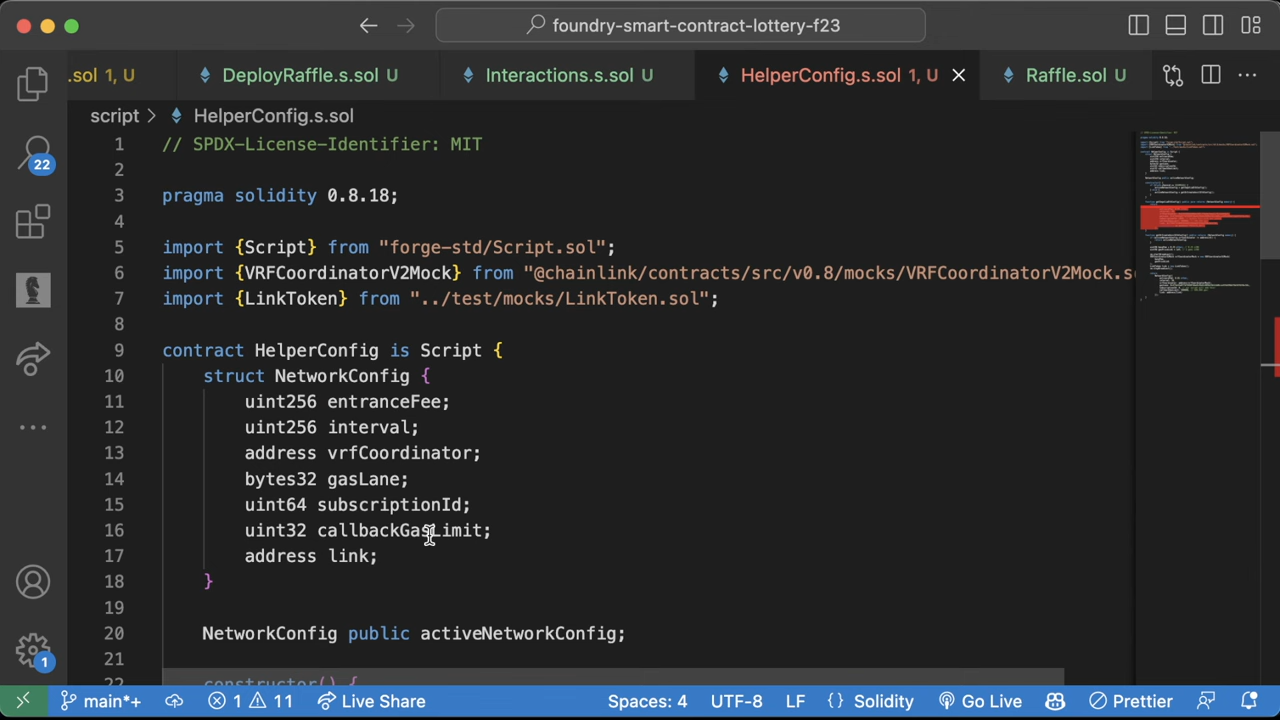 foundry-smart-contract-lottery-f23
.sol 1, U
DeployRaffle.s.sol U
Interactions.s.sol U
HelperConfig.s.sol 1, U
Raffle.sol U
script > HelperConfig.s.sol
1 // SPDX-License-Identifier: MIT
2
3 pragma solidity 0.8.18;
4
5 import {Script} from "forge-std/Script.sol";
6 import {VRFCoordinatorV2Mock} from "@chainlink/contracts/src/v0.8/mocks/VRFCoordinatorV2Mock.so
7 import {LinkToken} from "../test/mocks/LinkToken.sol";
8
9 contract HelperConfig is Script {
10 struct NetworkConfig {
11 uint256 entranceFee;
12 uint256 interval;
13 address vrfCoordinator;
14 bytes32 gasLane;
15 uint64 subscriptionId;
16 uint32 callbackGasLimit;
17 address link;
18 }
19
20 NetworkConfig public activeNetworkConfig;
21
22 constructor() {
22
1
main*+
1 11
Live Share
Spaces: 4
UTF-8
LF
{} Solidity
Go Live
Prettier